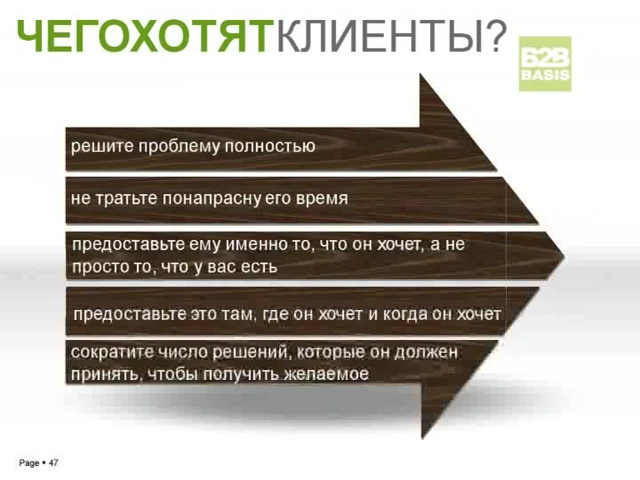 ЧЕГОХОТЯТКЛИЕНТЫ?
B2B
BASIS
решите проблему полностью
не тратьте понапрасну его время
предоставьте ему именно то, что он хочет, а не
просто то, что у вас есть
предоставьте это там, где он хочет и когда он хочет
сократите число решений, которые он должен
принять, чтобы получить желаемое
Page • 47